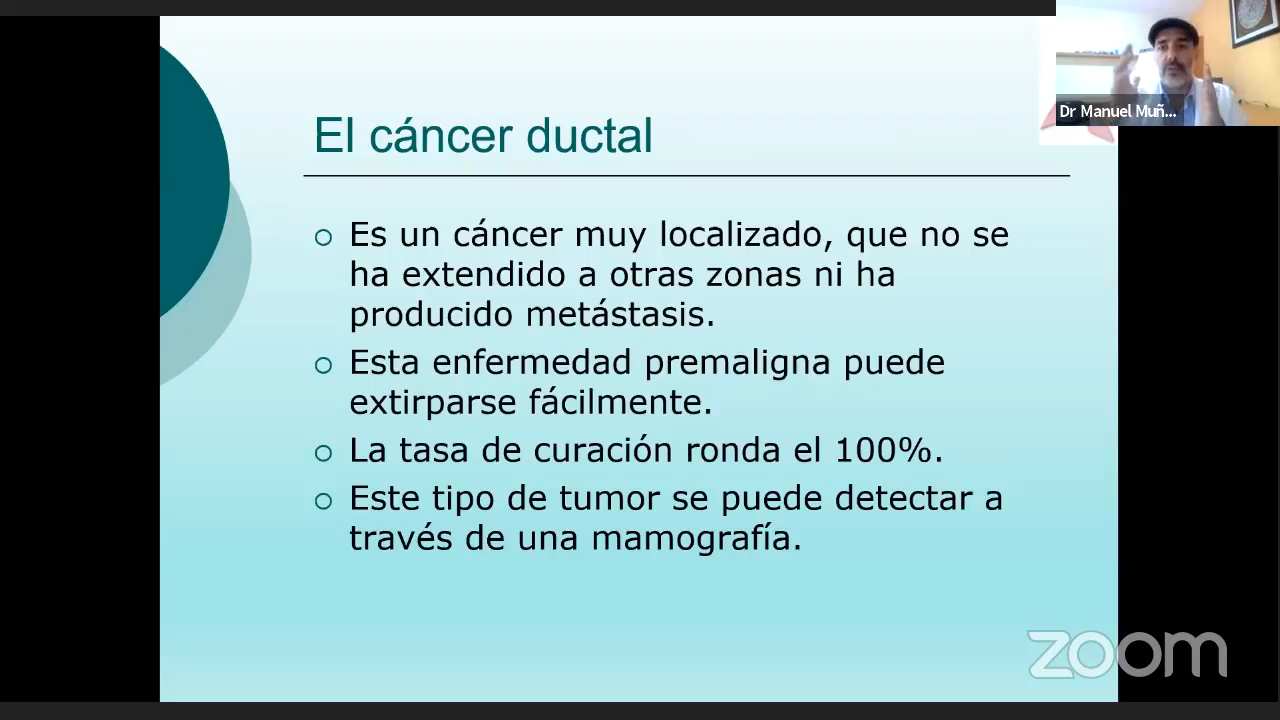 Dr Manuel Muñ...
El cáncer ductal
Es un cáncer muy localizado, que no se
ha extendido a otras zonas ni ha
producido metástasis.
Esta enfermedad premaligna puede
extirparse fácilmente.
La tasa de curación ronda el 100%.
Este tipo de tumor se puede detectar a
través de una mamografía.
zoom